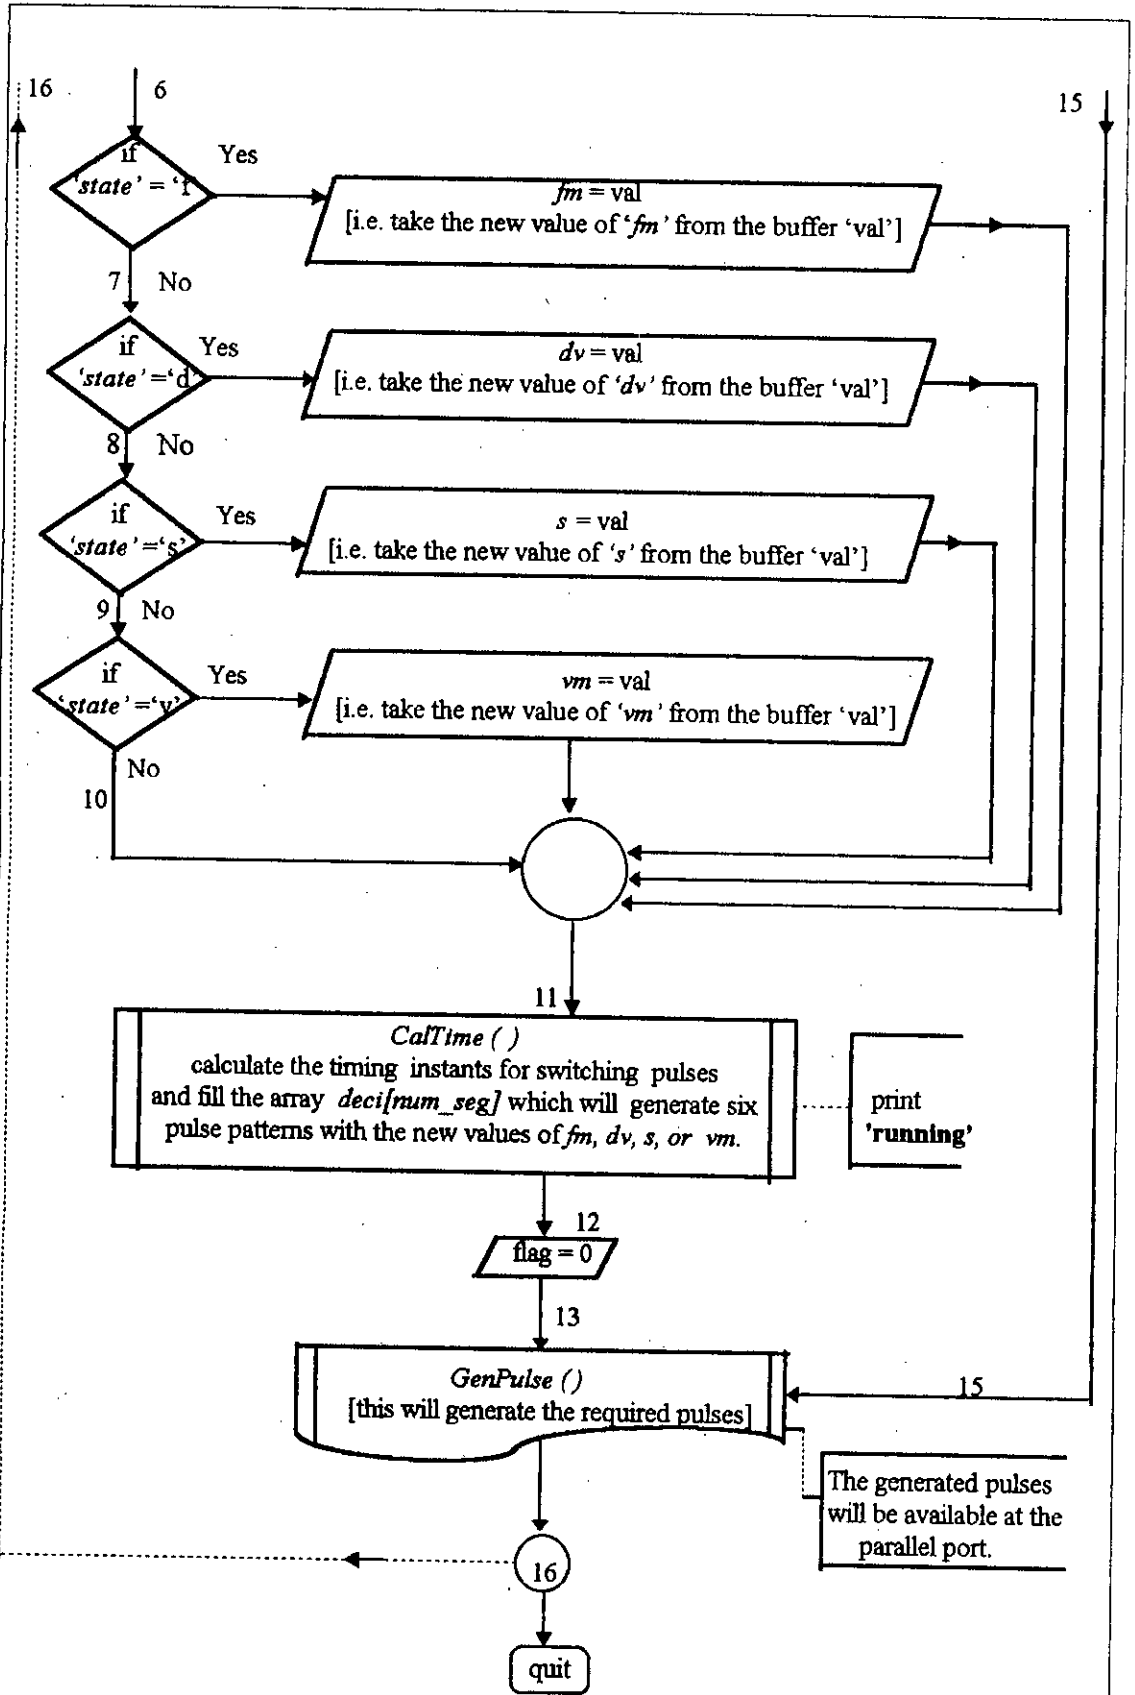 16
6
15
if
Yes
'state' = 'f'
fm = val
[i.e. take the new value of 'fm' from the buffer 'val']
7
No
if
Yes
'state' ='d'
dv = val
[i.e. take the new value of 'dv' from the buffer 'val']
8
No
if
Yes
'state' ='s'
s = val
[i.e. take the new value of 's' from the buffer 'val']
9
No
if
Yes
'state' ='v'
vm = val
[i.e. take the new value of 'vm' from the buffer 'val']
No
10
11
CalTime ( )
calculate the timing instants for switching pulses
and fill the array deci[num_seg] which will generate six
pulse patterns with the new values of fm, dv, s, or vm.
print
'running'
12
flag = 0
13
GenPulse ( )
[this will generate the required pulses]
15
The generated pulses
will be available at the
parallel port.
16
quit